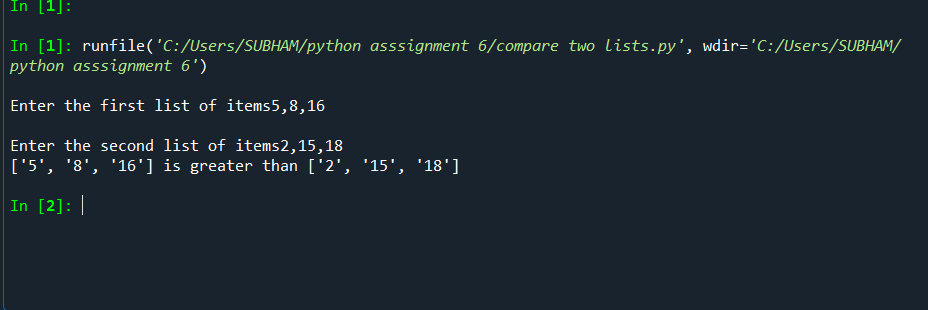 In [1]:
In [1]: runfile('C:/Users/SUBHAM/python asssignment 6/compare two lists.py', wdir='C:/Users/SUBHAM/
python asssignment 6')
Enter the first list of items5,8,16
Enter the second list of items2,15,18
['5', '8', '16'] is greater than ['2', '15', '18']
In [2]: